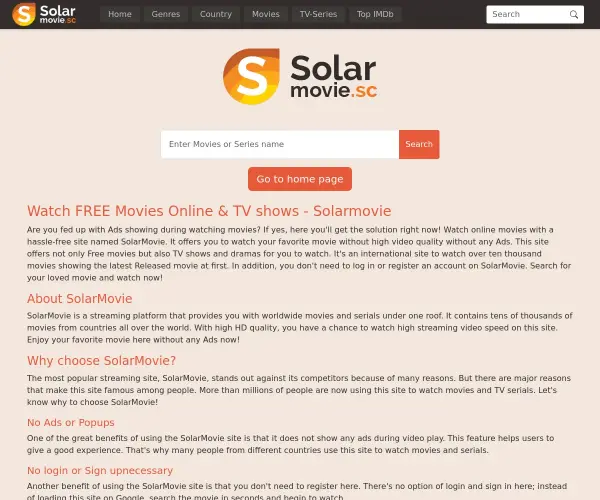 Solar
movie.sc
Home Genres Country Movies TV-Series Top IMDb Search
S Solar
movie.sc
Enter Movies or Series name Search
Go to home page
Watch FREE Movies Online & TV shows - Solarmovie
Are you fed up with Ads showing during watching movies? If yes, here you'll get the solution right now! Watch online movies with a
hassle-free site named SolarMovie. It offers you to watch your favorite movie without high video quality without any Ads. This site
offers not only Free movies but also TV shows and dramas for you to watch. It's an international site to watch over ten thousand
movies showing the latest Released movie at first. In addition, you don't need to log in or register an account on SolarMovie. Search for
your loved movie and watch now!
About SolarMovie
SolarMovie is a streaming platform that provides you with worldwide movies and serials under one roof. It contains tens of thousands of
movies from countries all over the world. With high HD quality, you have a chance to watch high streaming video speed on this site.
Enjoy your favorite movie here without any Ads now!
Why choose SolarMovie?
The most popular streaming site, SolarMovie, stands out against its competitors because of many reasons. But there are major reasons
that make this site famous among people. More than millions of people are now using this site to watch movies and TV serials. Let's
know why to choose SolarMovie!
No Ads or Popups
One of the great benefits of using the SolarMovie site is that it does not show any ads during video play. This feature helps users to
give a good experience. That's why many people from different countries use this site to watch movies and serials.
No login or Sign upnecessary
Another benefit of using the SolarMovie site is that you don't need to register here. There's no option of login and sign in here; instead
of loading this site on Google, search the movie in seconds and begin to watch.